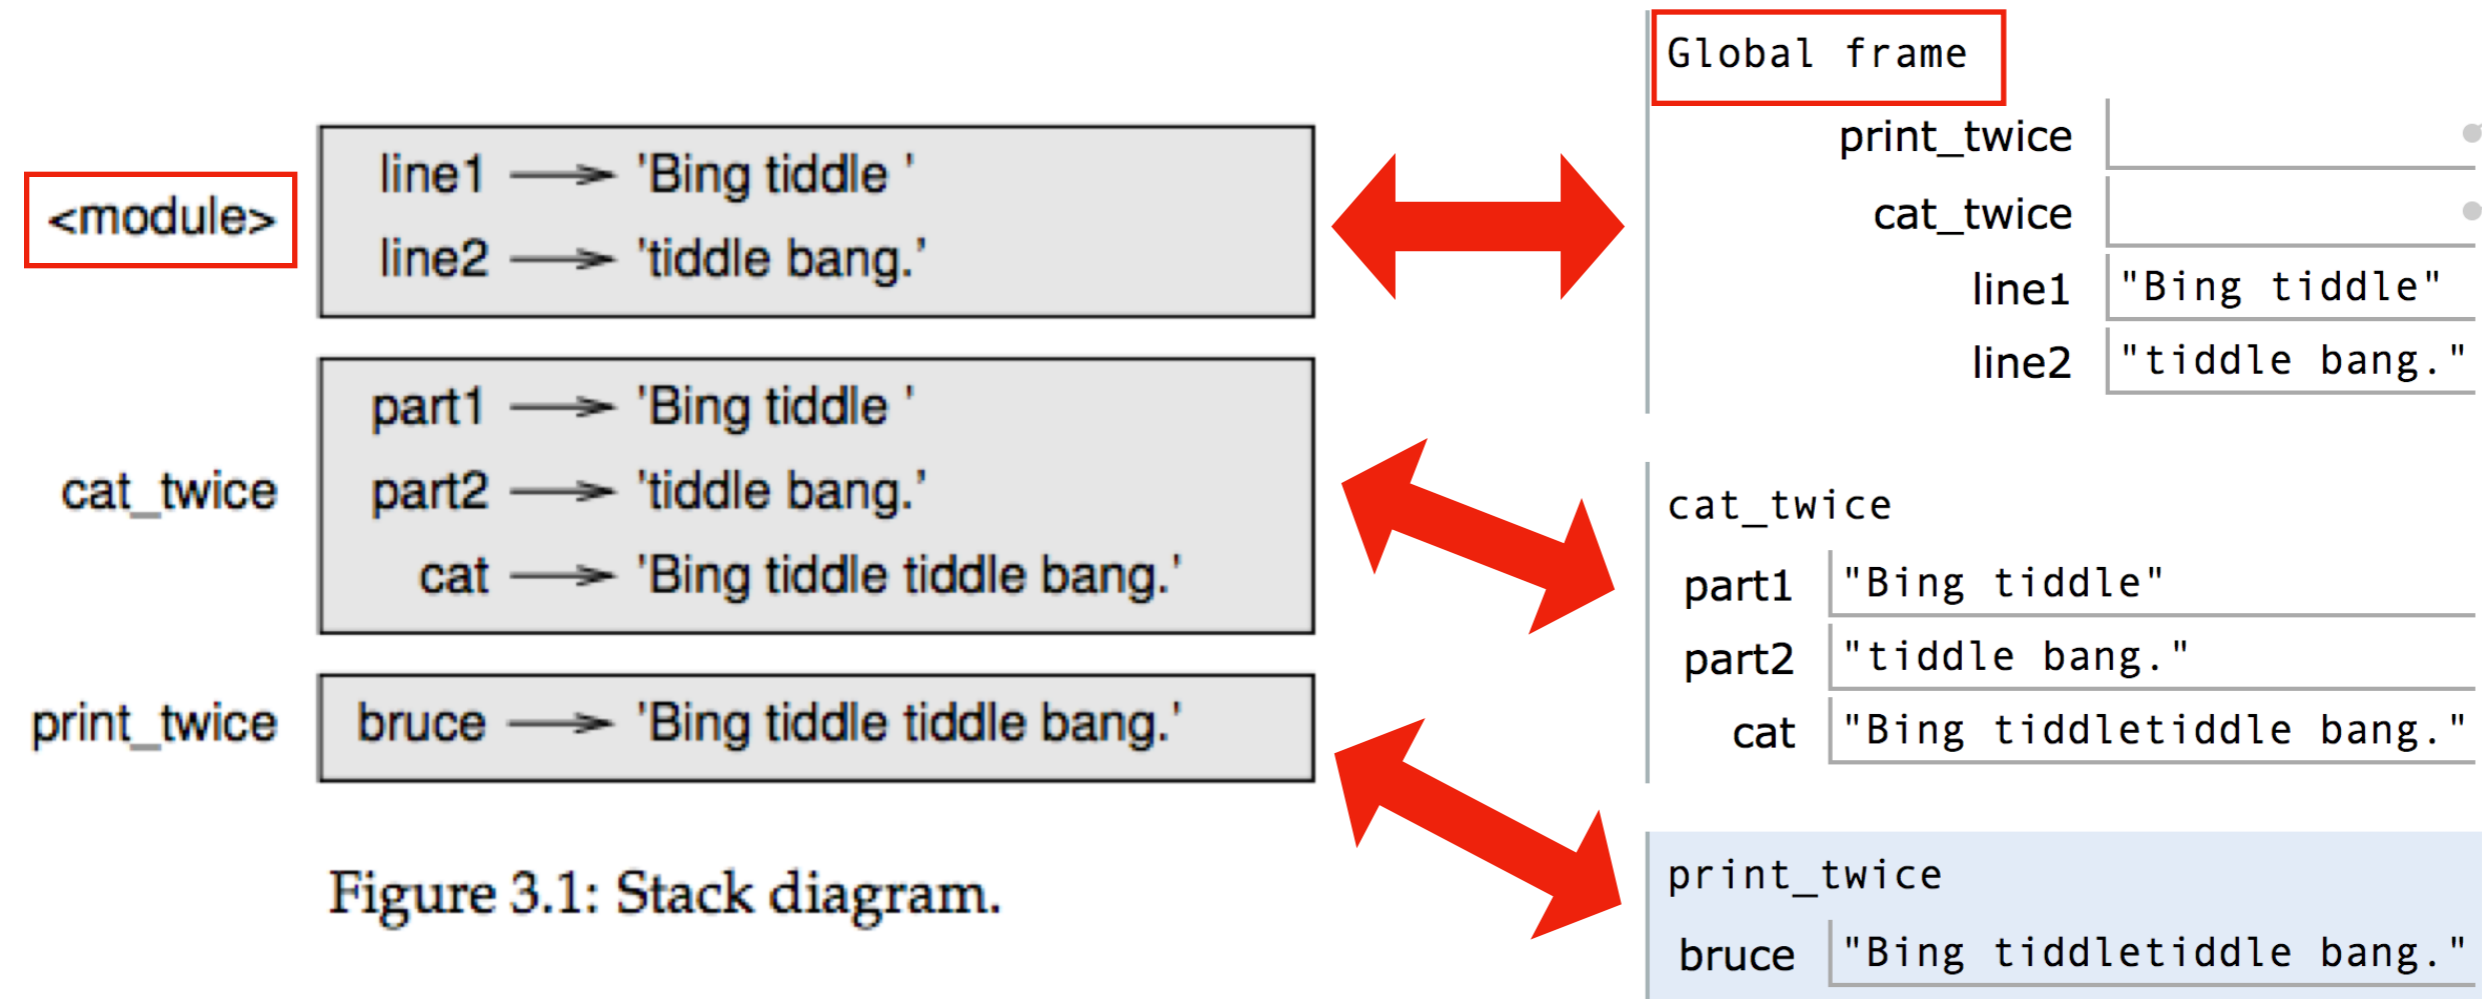 <module>
line1 ⟶ 'Bing tiddle '
line2 ⟶ 'tiddle bang.'
cat_twice
part1 ⟶ 'Bing tiddle '
part2 ⟶ 'tiddle bang.'
cat ⟶ 'Bing tiddle tiddle bang.'
print_twice
bruce ⟶ 'Bing tiddle tiddle bang.'
Figure 3.1: Stack diagram.
Global frame
print_twice
cat_twice
line1 "Bing tiddle"
line2 "tiddle bang."
cat_twice
part1 "Bing tiddle"
part2 "tiddle bang."
cat "Bing tiddletiddle bang."
print_twice
bruce "Bing tiddletiddle bang."